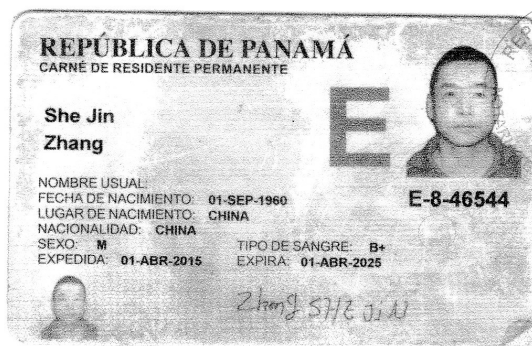 REPÚBLICA DE PANAMÁ
CARNÉ DE RESIDENTE PERMANENTE
She Jin
Zhang
E
E-8-46544
NOMBRE USUAL:
FECHA DE NACIMIENTO: 01-SEP-1960
LUGAR DE NACIMIENTO: CHINA
NACIONALIDAD: CHINA
SEXO: M TIPO DE SANGRE: B+
EXPEDIDA: 01-ABR-2015 EXPIRA: 01-ABR-2025
Zhang SHE JIN